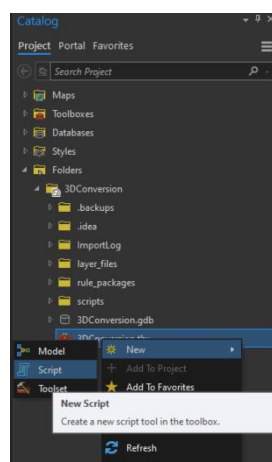 Catalog
Project Portal Favorites
Search Project
Maps
Toolboxes
Databases
Styles
Folders
3DConversion
.backups
.idea
ImportLog
layer_files
rule_packages
scripts
3DConversion.gdb
3DConversion.tbx
Model
New
Script
Add To Project
Toolset
Add To Favorites
New Script
Create a new script tool in the toolbox.
Refresh